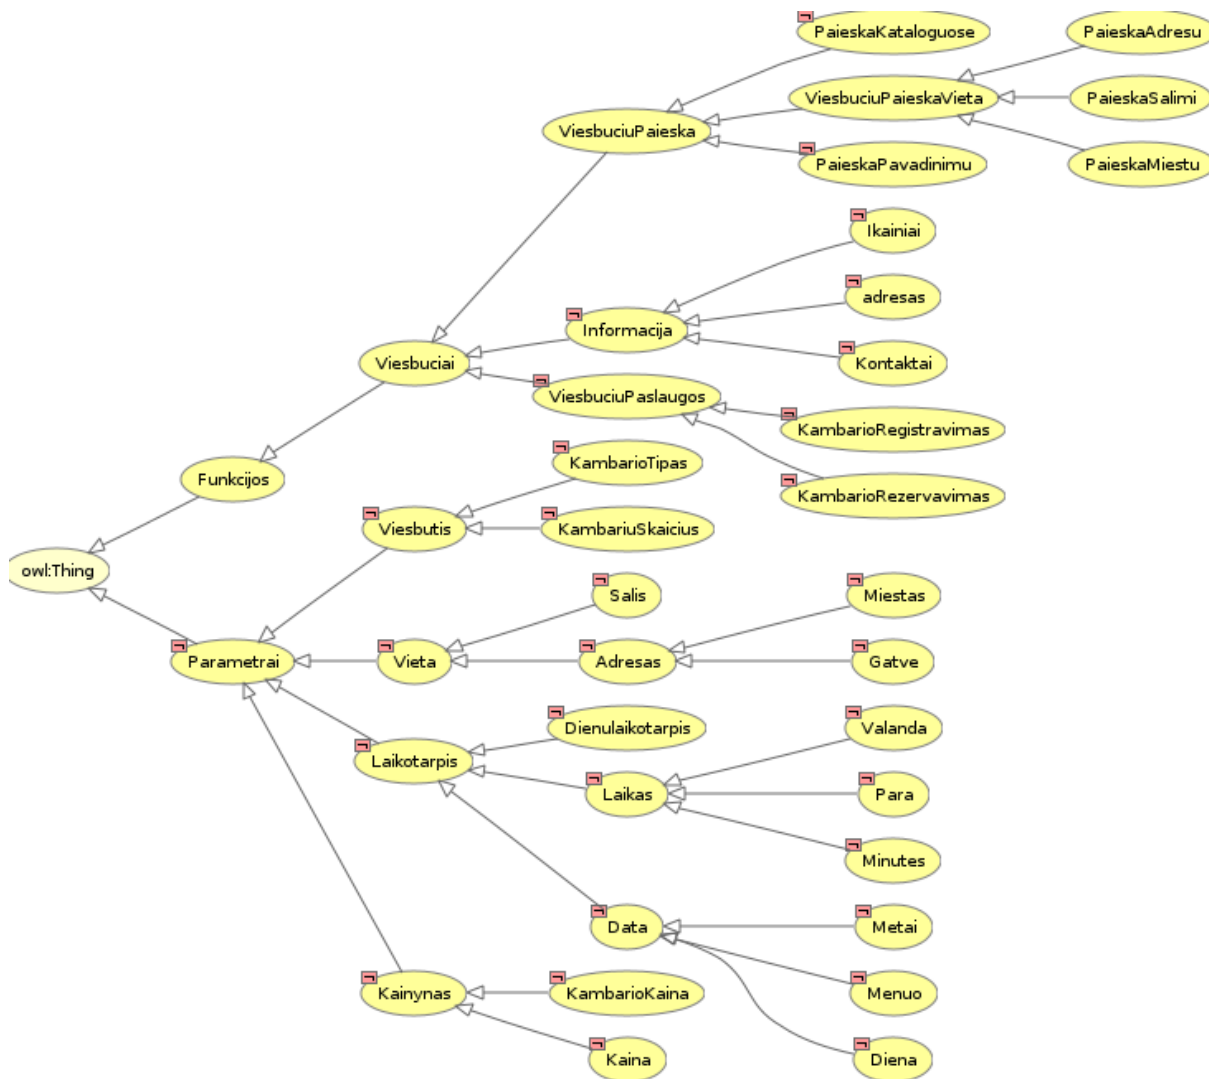 PaieskaKataloguose
PaieskaAdresu
ViesbuciuPaieskaVieta
PaieskaSalimi
ViesbuciuPaieska
PaieskaPavadinimu
PaieskaMiestu
Ikainiai
adresas
Informacija
Viesbuciai
Kontaktai
ViesbuciuPaslaugos
KambarioRegistravimas
KambarioTipas
Funkcijos
KambarioRezervavimas
Viesbutis
KambariuSkaicius
owl:Thing
Salis
Miestas
Parametrai
Vieta
Adresas
Gatve
Dienulaikotarpis
Valanda
Laikotarpis
Laikas
Para
Minutes
Data
Metai
Kainynas
KambarioKaina
Menuo
Kaina
Diena